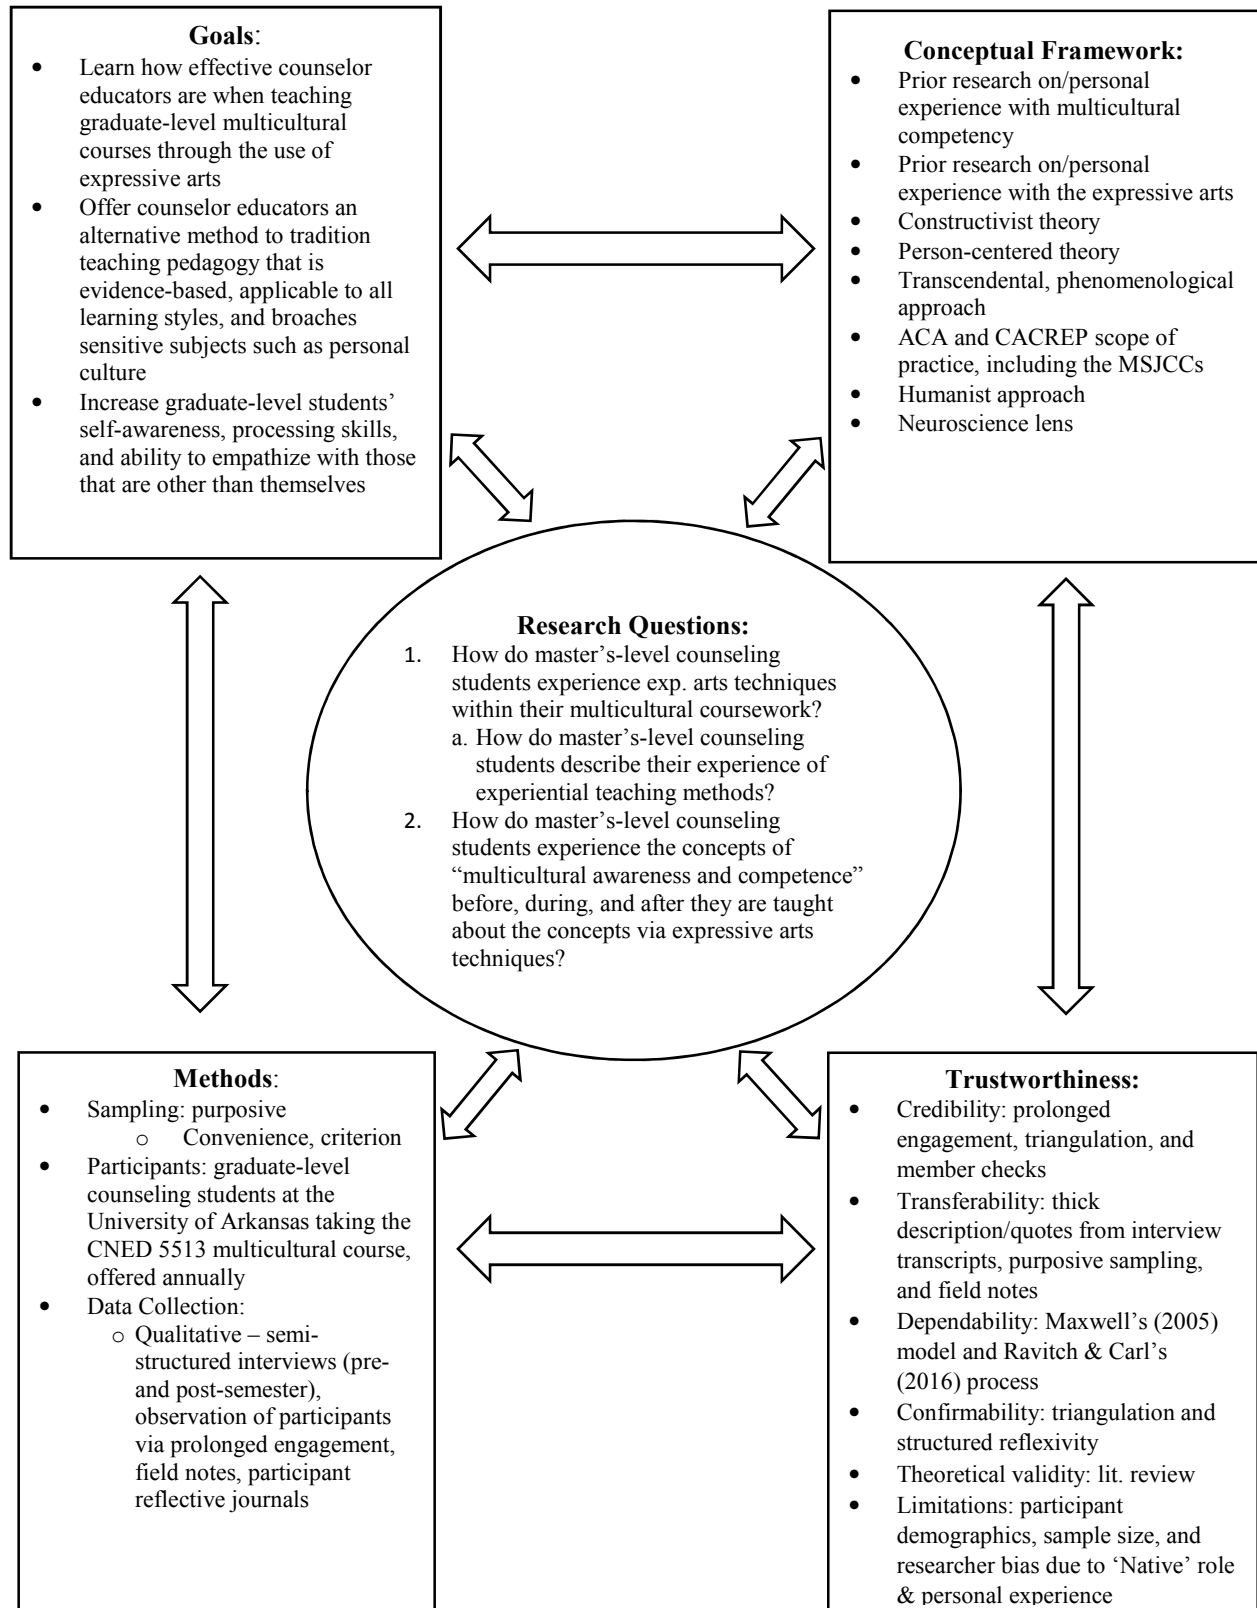 Goals:
• Learn how effective counselor
educators are when teaching
graduate-level multicultural
courses through the use of
expressive arts
• Offer counselor educators an
alternative method to tradition
teaching pedagogy that is
evidence-based, applicable to all
learning styles, and broaches
sensitive subjects such as personal
culture
• Increase graduate-level students’
self-awareness, processing skills,
and ability to empathize with those
that are other than themselves
Conceptual Framework:
• Prior research on/personal
experience with multicultural
competency
• Prior research on/personal
experience with the expressive arts
• Constructivist theory
• Person-centered theory
• Transcendental, phenomenological
approach
• ACA and CACREP scope of
practice, including the MSJCCs
• Humanist approach
• Neuroscience lens
Research Questions:
1. How do master’s-level counseling
students experience exp. arts techniques
within their multicultural coursework?
a. How do master’s-level counseling
students describe their experience of
experiential teaching methods?
2. How do master’s-level counseling
students experience the concepts of
“multicultural awareness and competence”
before, during, and after they are taught
about the concepts via expressive arts
techniques?
Methods:
• Sampling: purposive
o Convenience, criterion
• Participants: graduate-level
counseling students at the
University of Arkansas taking the
CNED 5513 multicultural course,
offered annually
• Data Collection:
o Qualitative – semi-
structured interviews (pre-
and post-semester),
observation of participants
via prolonged engagement,
field notes, participant
reflective journals
Trustworthiness:
• Credibility: prolonged
engagement, triangulation, and
member checks
• Transferability: thick
description/quotes from interview
transcripts, purposive sampling,
and field notes
• Dependability: Maxwell’s (2005)
model and Ravitch & Carl’s
(2016) process
• Confirmability: triangulation and
structured reflexivity
• Theoretical validity: lit. review
• Limitations: participant
demographics, sample size, and
researcher bias due to ‘Native’ role
& personal experience